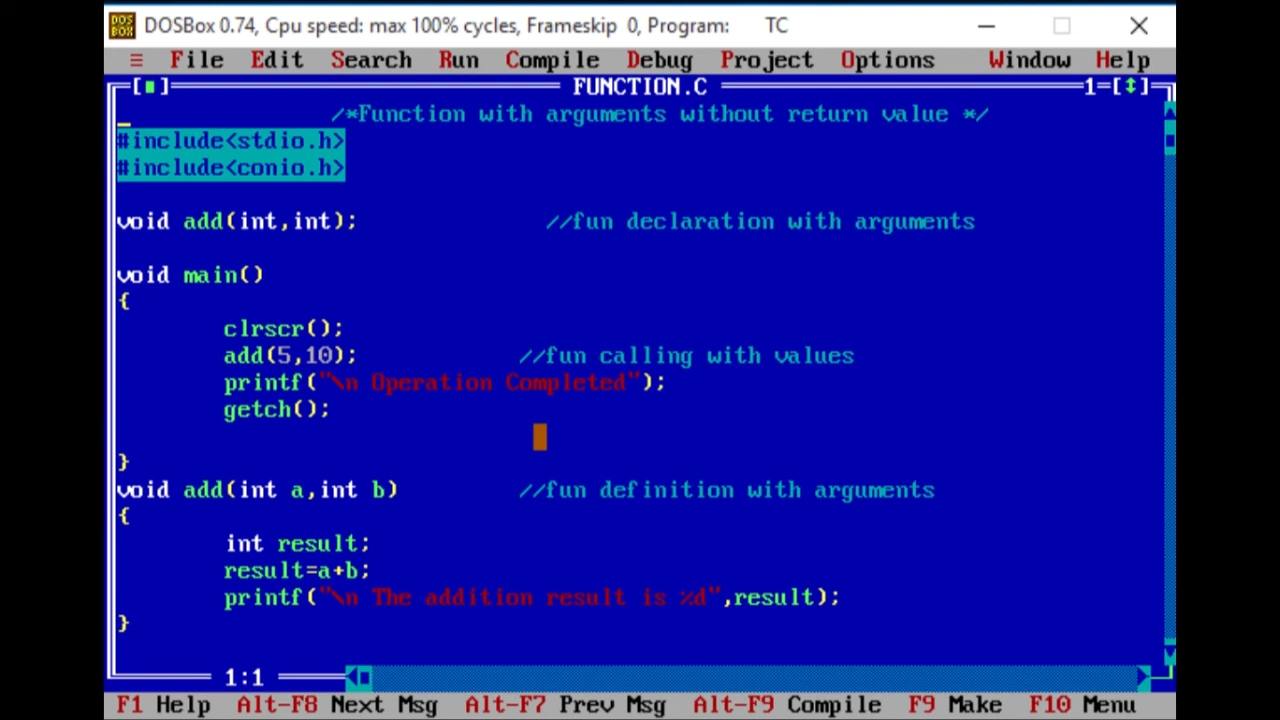 DOS BOX DOSBox 0.74, Cpu speed: max 100% cycles, Frameskip 0, Program: TC
≡ File Edit Search Run Compile Debug Project Options Window Help
[■] FUNCTION.C 1=[↕]
/*Function with arguments without return value */
#include<stdio.h>
#include<conio.h>
void add(int,int); //fun declaration with arguments
void main()
{
clrscr();
add(5,10); //fun calling with values
printf("\n Operation Completed");
getch();
}
void add(int a,int b) //fun definition with arguments
{
int result;
result=a+b;
printf("\n The addition result is %d",result);
}
1:1
F1 Help Alt-F8 Next Msg Alt-F7 Prev Msg Alt-F9 Compile F9 Make F10 Menu